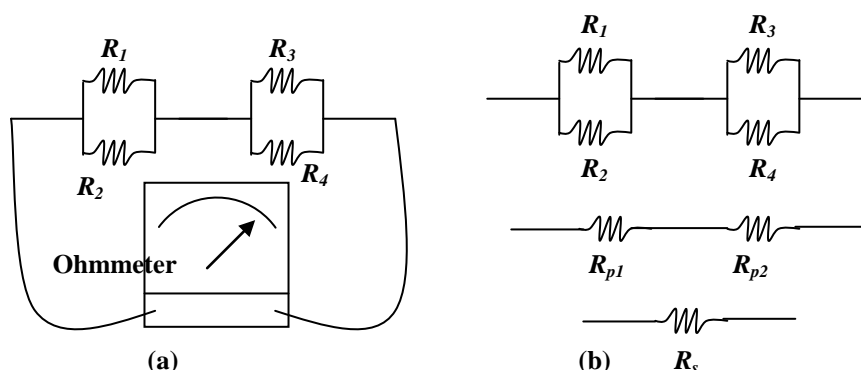 R1 R3
R2 R4
Ohmmeter
(a)
R1 R3
R2 R4
Rp1 Rp2
(b) Rs